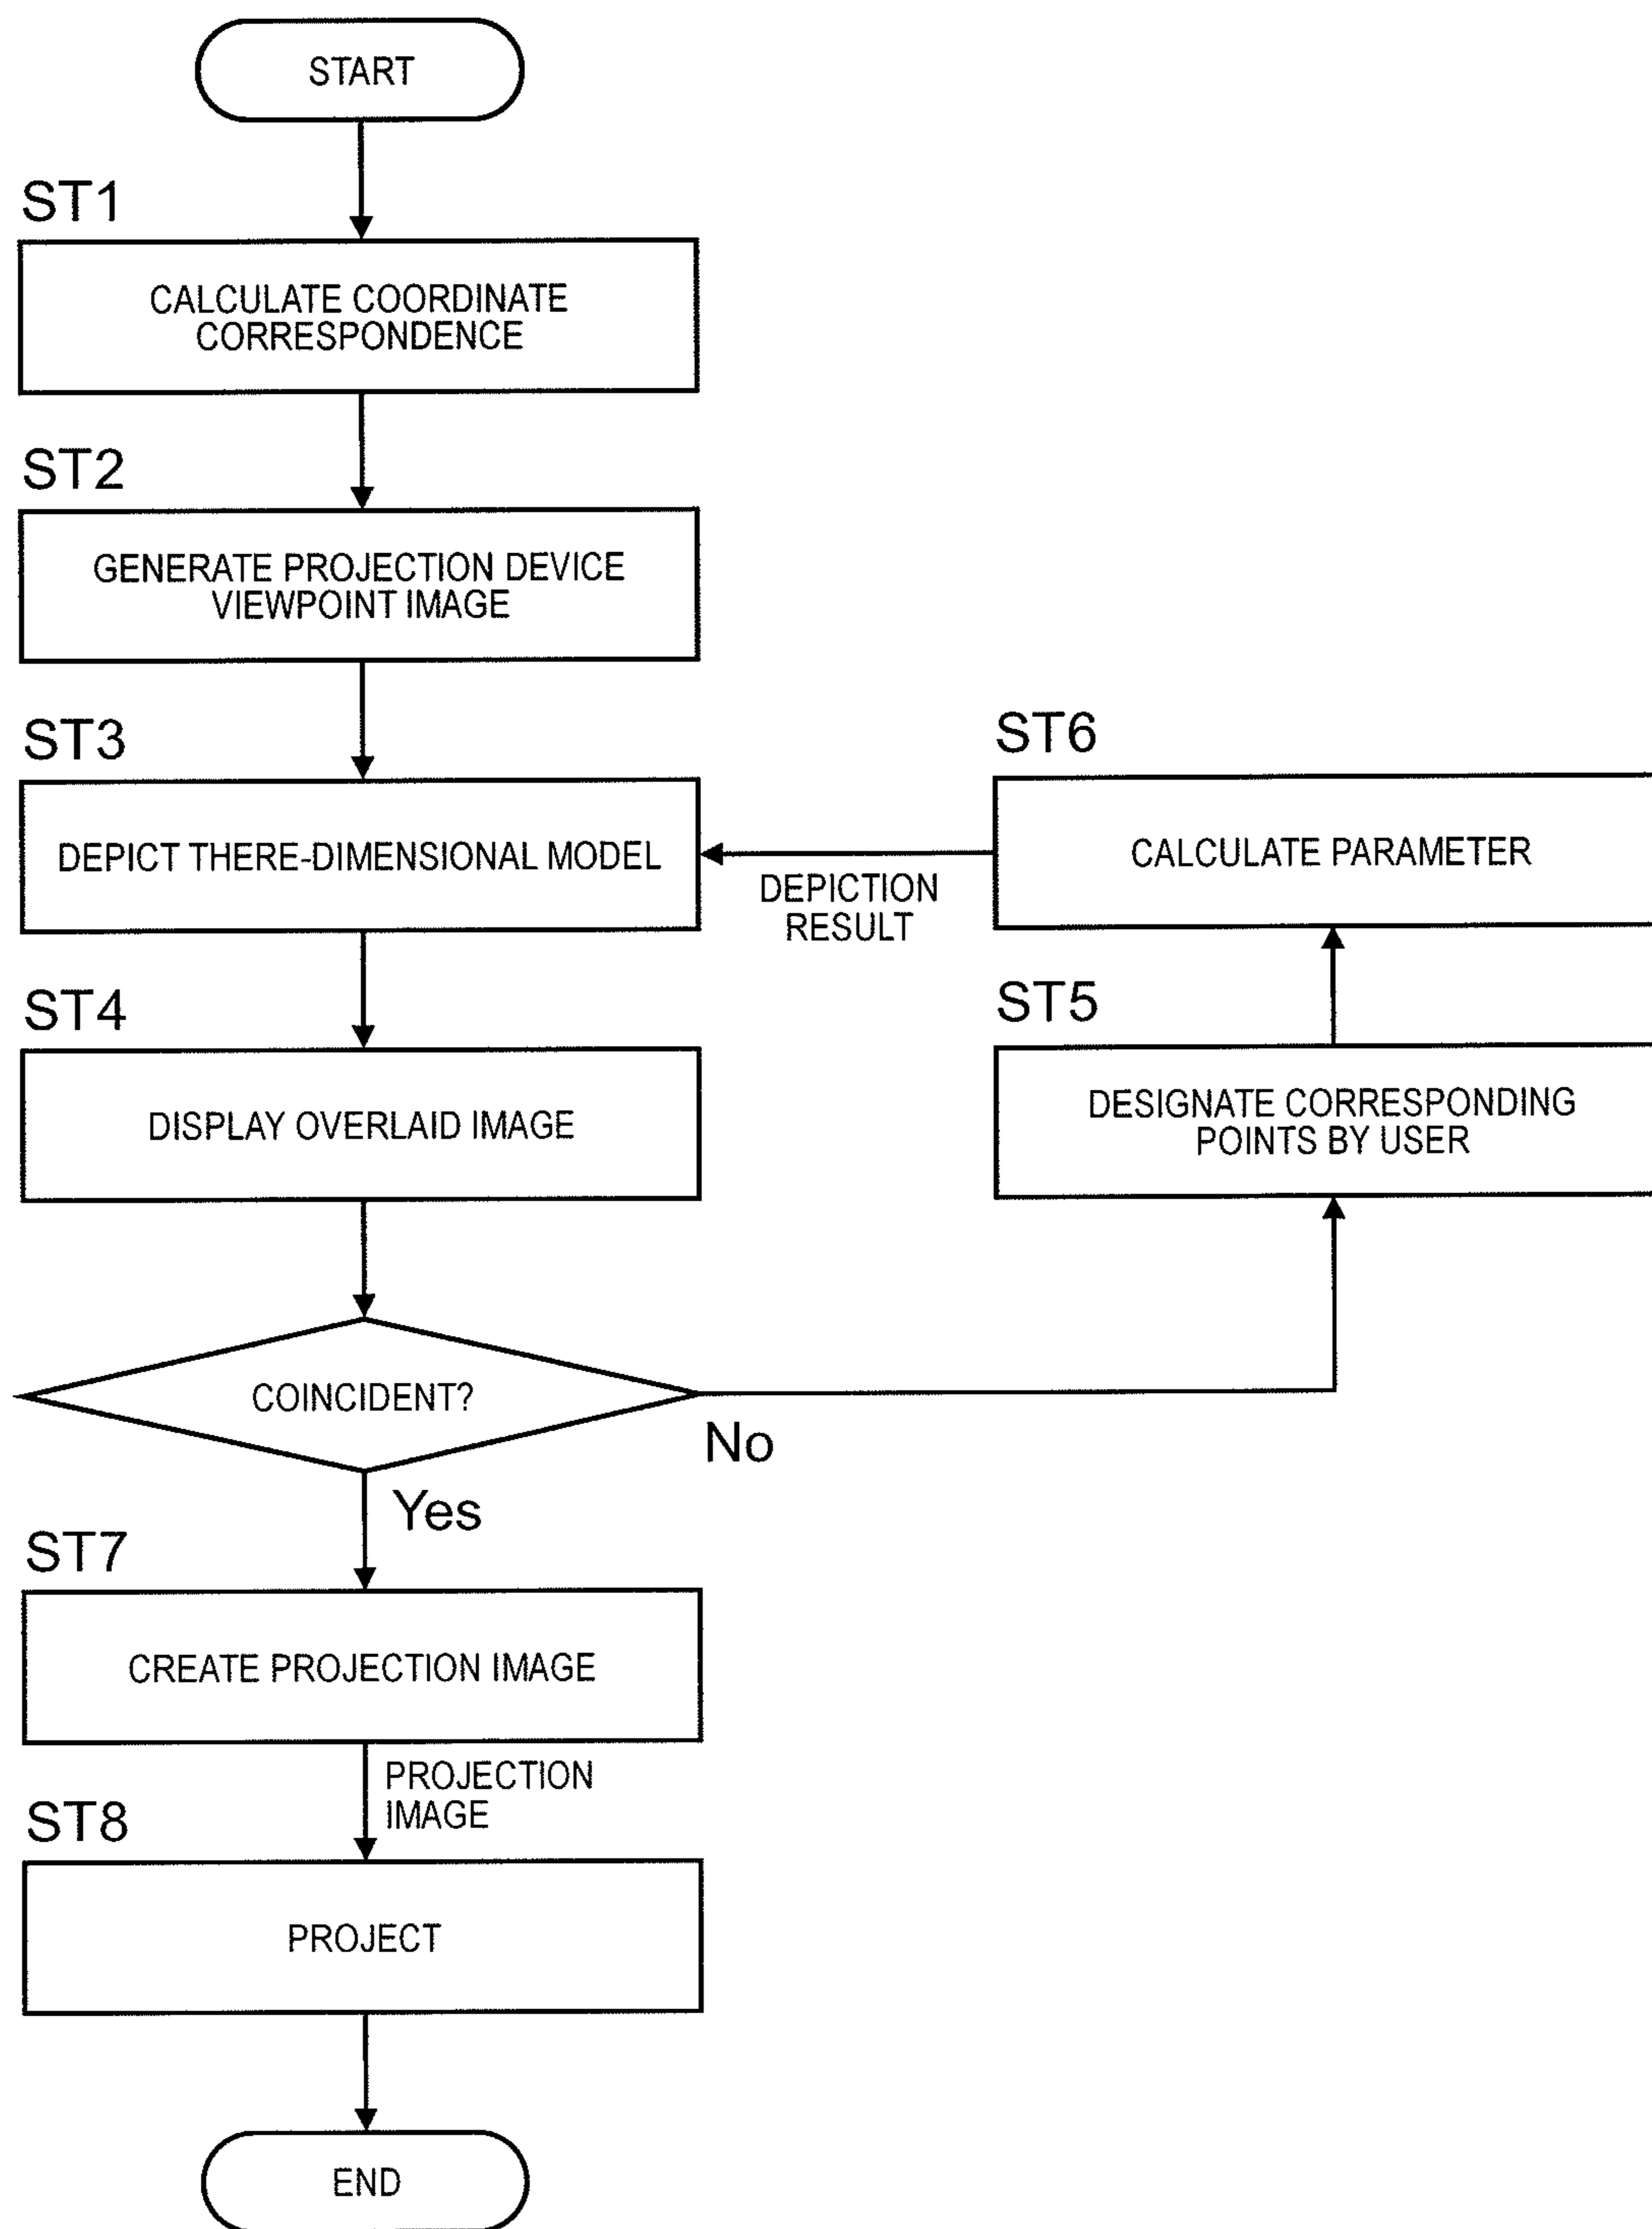 START
ST1
CALCULATE COORDINATE
CORRESPONDENCE
ST2
GENERATE PROJECTION DEVICE
VIEWPOINT IMAGE
ST3
DEPICT THERE-DIMENSIONAL MODEL
ST6
CALCULATE PARAMETER
DEPICTION
RESULT
ST4
DISPLAY OVERLAID IMAGE
ST5
DESIGNATE CORRESPONDING
POINTS BY USER
COINCIDENT?
No
Yes
ST7
CREATE PROJECTION IMAGE
PROJECTION
IMAGE
ST8
PROJECT
END